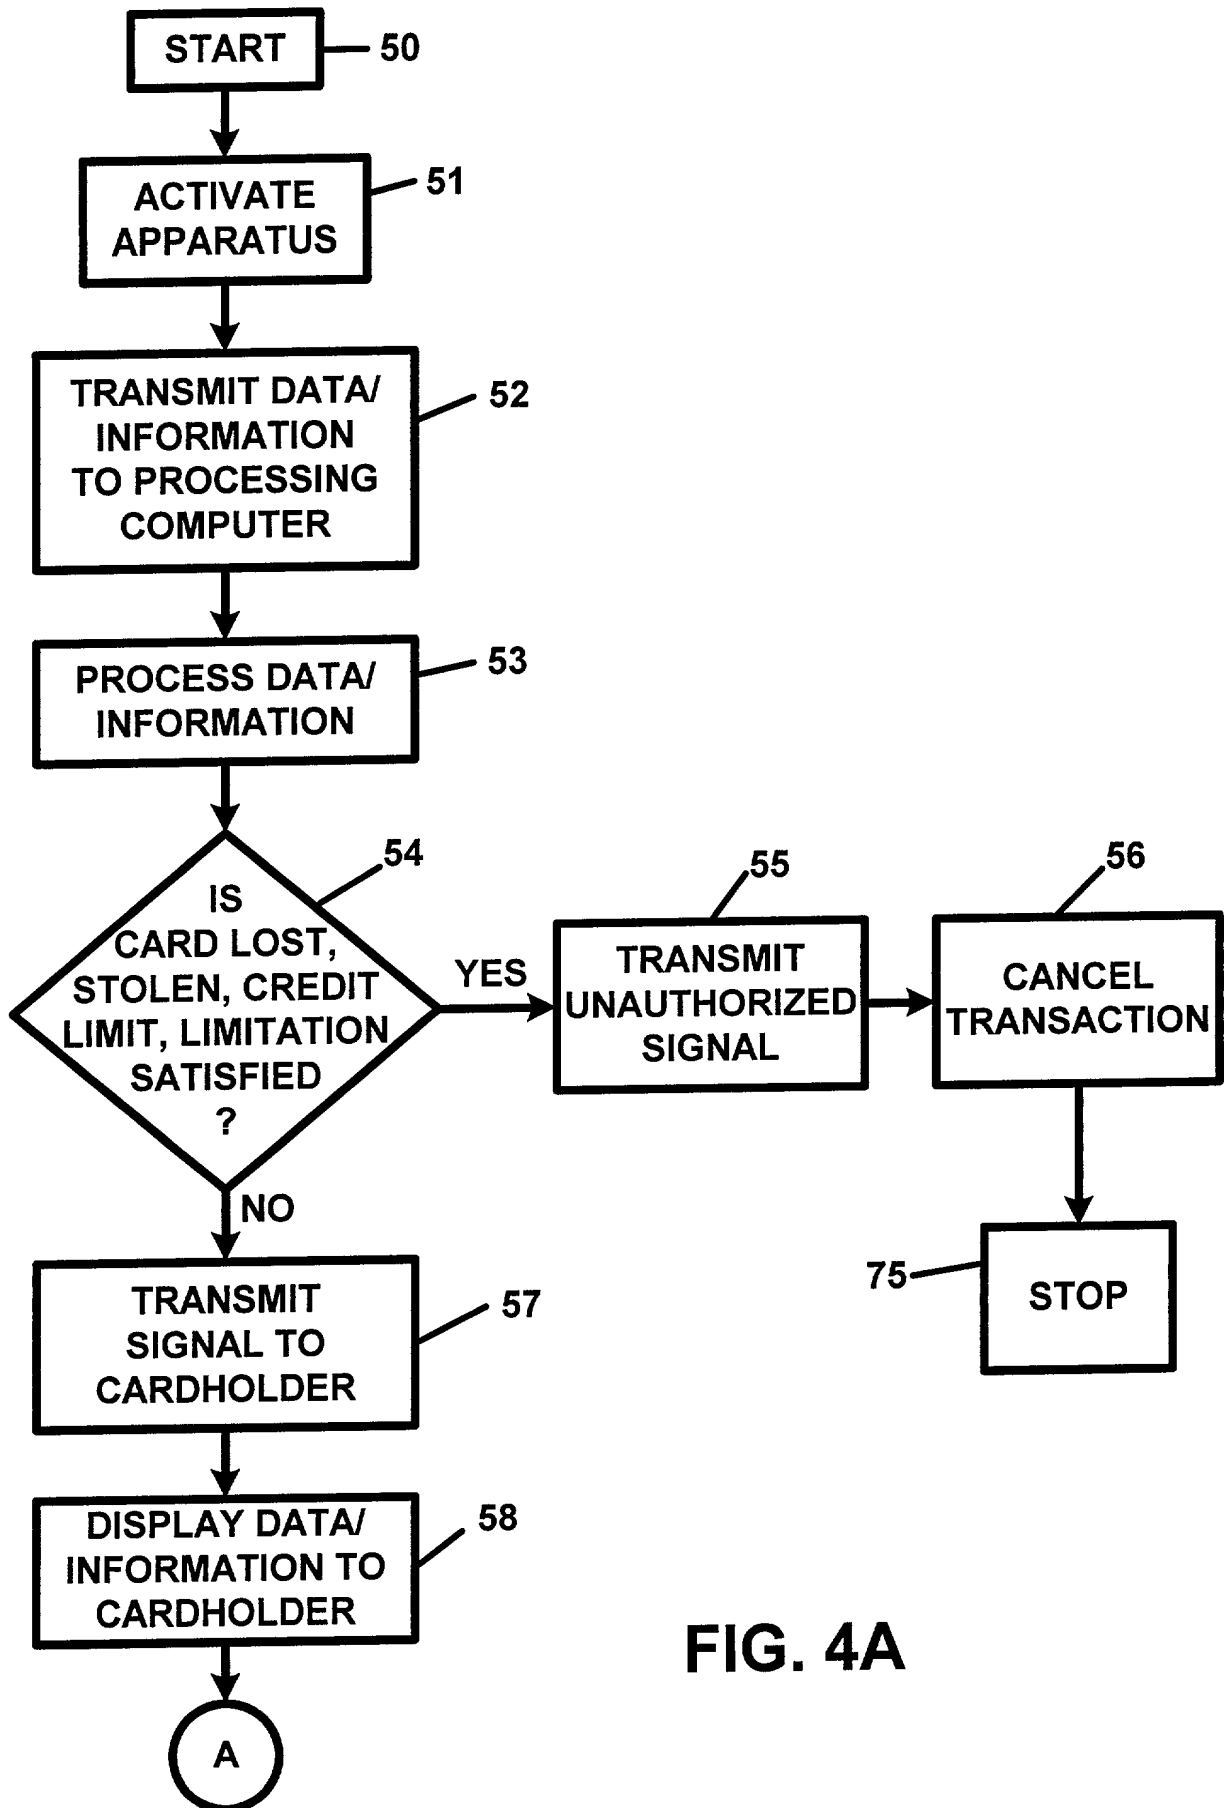 START
50
ACTIVATE
APPARATUS
51
TRANSMIT DATA/
INFORMATION
TO PROCESSING
COMPUTER
52
PROCESS DATA/
INFORMATION
53
IS
CARD LOST,
STOLEN, CREDIT
LIMIT, LIMITATION
SATISFIED
?
54
YES
TRANSMIT
UNAUTHORIZED
SIGNAL
55
CANCEL
TRANSACTION
56
STOP
75
NO
TRANSMIT
SIGNAL TO
CARDHOLDER
57
DISPLAY DATA/
INFORMATION TO
CARDHOLDER
58
A
FIG. 4A